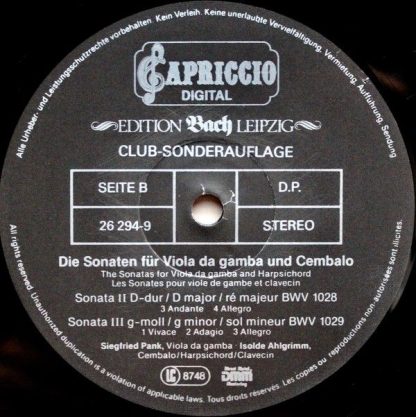 CAPRICCIO
DIGITAL
EDITION Bach LEIPZIG
CLUB-SONDERAUFLAGE
SEITE B
D.P.
26 294-9
STEREO
Die Sonaten für Viola da gamba und Cembalo
The Sonatas for Viola da gamba and Harpsichord
Les Sonates pour viole de gambe et clavecin
Sonata II D-dur / D major / ré majeur BWV 1028
3 Andante 4 Allegro
Sonata III g-moll / g minor / sol mineur BWV 1029
1 Vivace 2 Adagio 3 Allegro
Siegfried Pank, Viola da gamba · Isolde Ahlgrimm,
Cembalo/Harpsichord/Clavecin
LC 8748
Direct Metal
DMM
Mastering
Alle Urheber- und Leistungsschutzrechte vorbehalten. Kein Verleih. Keine unerlaubte Vervielfältigung, Vermietung, Aufführung, Sendung.
All rights reserved. Unauthorized duplication is a violation of applicable laws. Tous droits réservés. Les copies ou reproductions non-autorisées sont illicites.